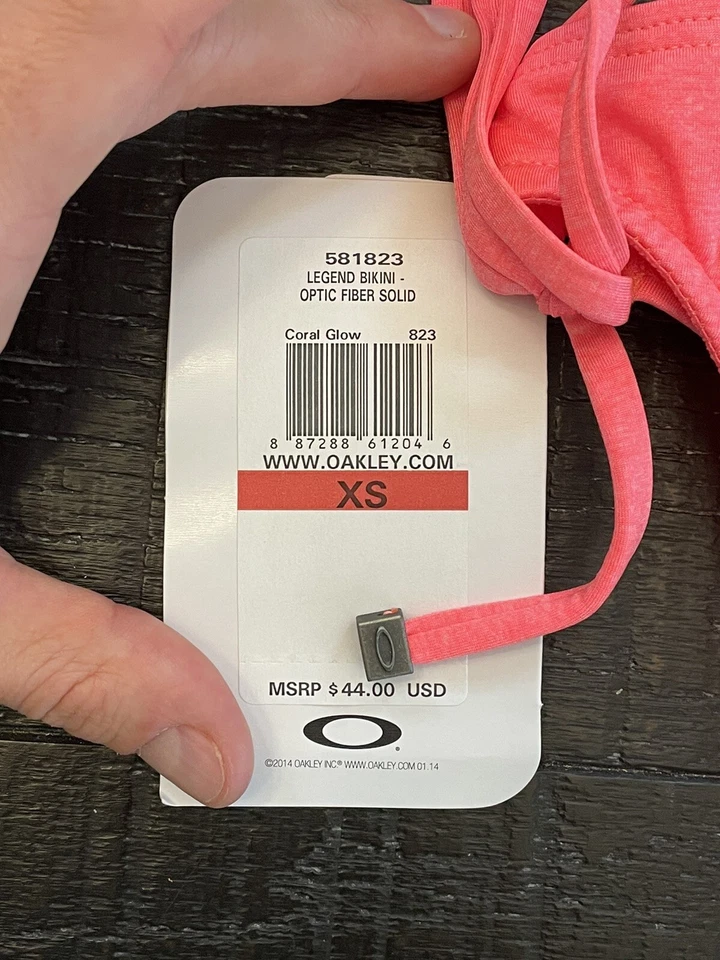 581823
LEGEND BIKINI -
OPTIC FIBER SOLID
Coral Glow 823
8 87288 61204 6
WWW.OAKLEY.COM
XS
MSRP $44.00 USD
©2014 OAKLEY INC® WWW.OAKLEY.COM 01.14